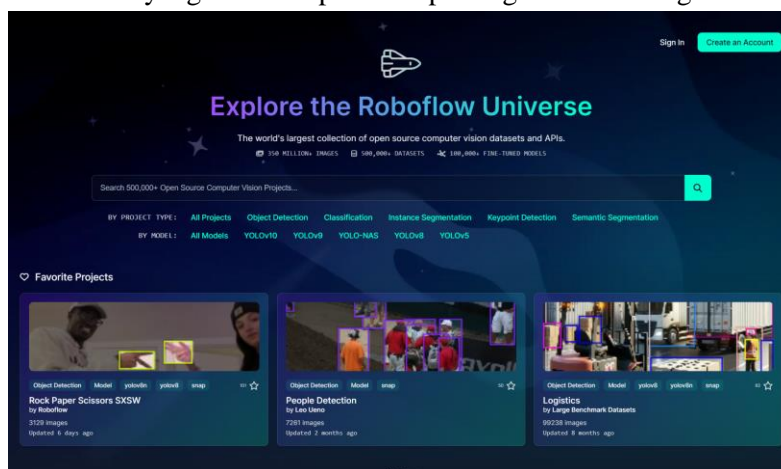 Sign In
Create an Account
Explore the Roboflow Universe
The world's largest collection of open source computer vision datasets and APIs.
350 MILLION+ IMAGES 500,000+ DATASETS 100,000+ FINE-TUNED MODELS
Search 500,000+ Open Source Computer Vision Projects...
BY PROJECT TYPE: All Projects Object Detection Classification Instance Segmentation Keypoint Detection Semantic Segmentation
BY MODEL: All Models YOLOv10 YOLOv9 YOLO-NAS YOLOv8 YOLOv5
Favorite Projects
Object Detection Model yolov8n yolov8 snap
Rock Paper Scissors SXSW
by Roboflow
3129 images
Updated 6 days ago
Object Detection Model snap
People Detection
by Leo Ueno
7261 images
Updated 2 months ago
Object Detection Model yolov8 yolov8n snap
Logistics
by Large Benchmark Datasets
99238 images
Updated 8 months ago